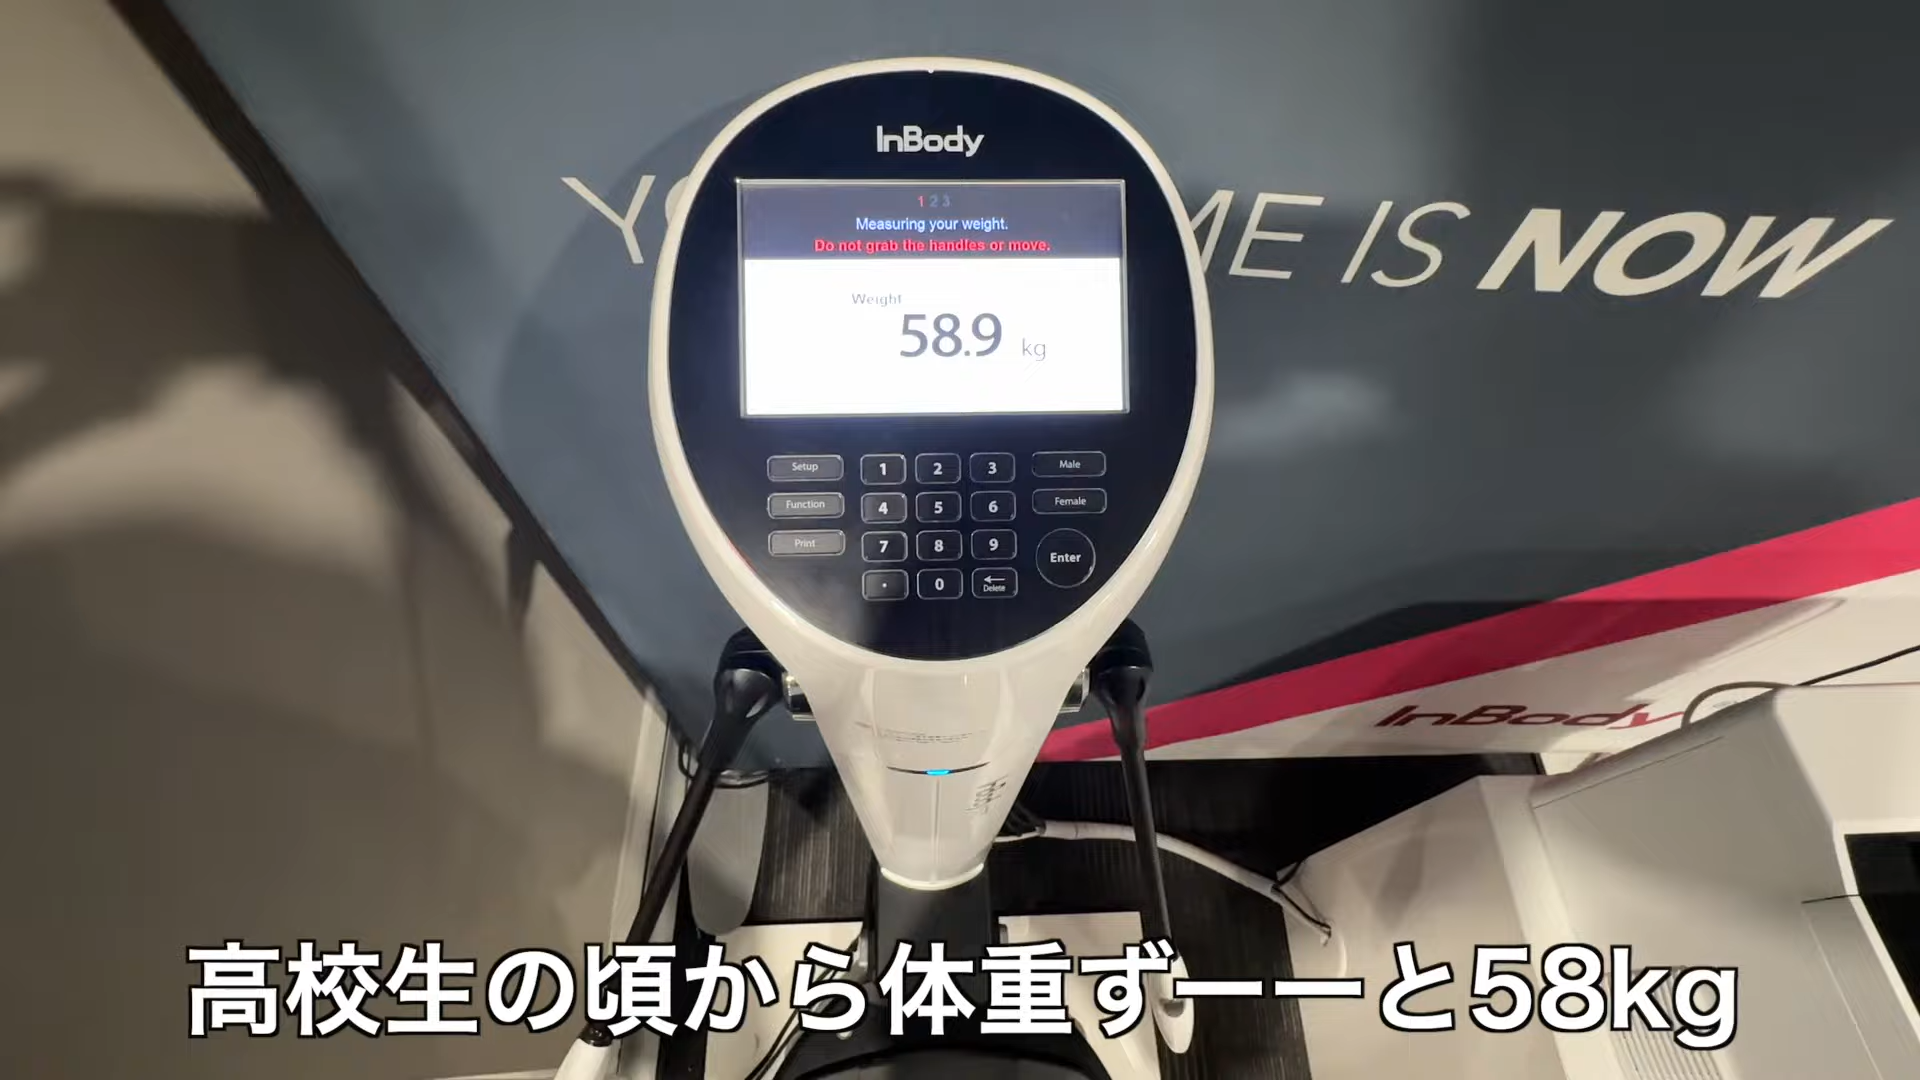 InBody
1 2 3
Measuring your weight.
Do not grab the handles or move.
Weight
58.9 kg
ME IS NOW
Setup
1
2
3
Male
Function
4
5
6
Female
Print
7
8
9
Enter
.
0
Delete
InBody
高校生の頃から体重ずーーと58kg